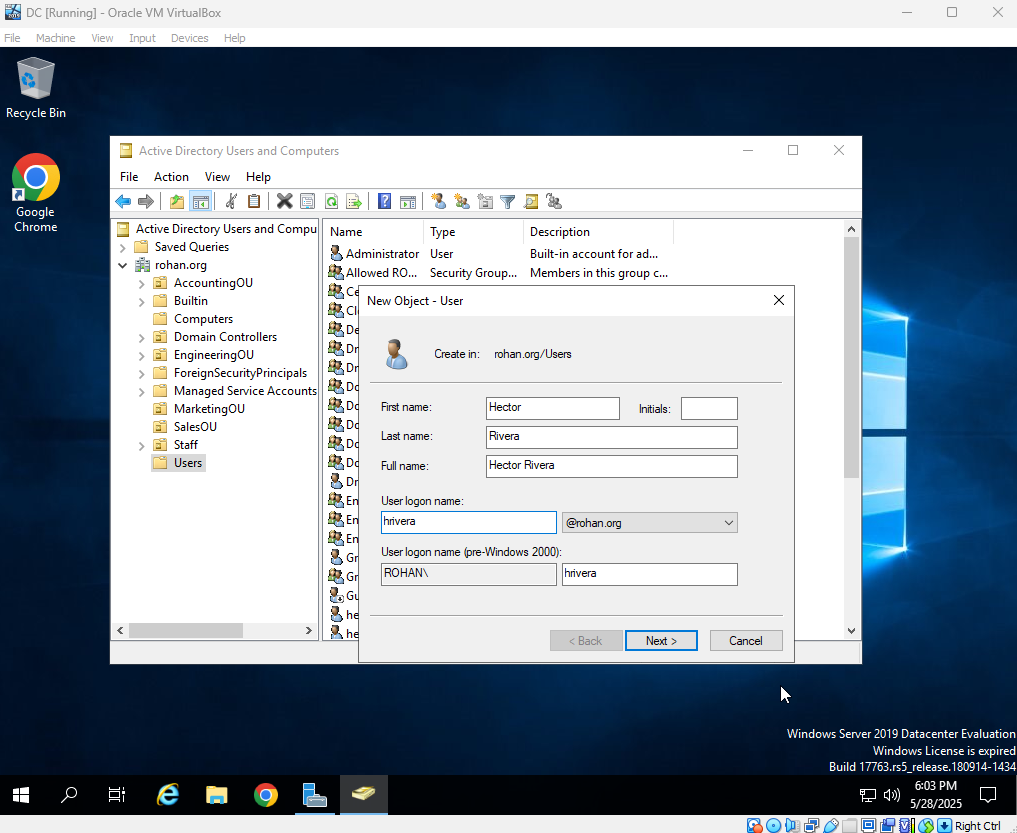 DC [Running] - Oracle VM VirtualBox
File Machine View Input Devices Help
Recycle Bin
Google
Chrome
Active Directory Users and Computers
File Action View Help
Active Directory Users and Compu
Saved Queries
rohan.org
AccountingOU
Builtin
Computers
Domain Controllers
EngineeringOU
ForeignSecurityPrincipals
Managed Service Accounts
MarketingOU
SalesOU
Staff
Users
Name Type Description
Administrator User Built-in account for ad...
Allowed RO... Security Group... Members in this group c...
Ce
Cl
De
Dr
Dr
Do
Do
Do
Do
Do
Dr
En
En
En
Gr
Gr
Gu
he
he
New Object - User
Create in: rohan.org/Users
First name: Hector Initials:
Last name: Rivera
Full name: Hector Rivera
User logon name:
hrivera @rohan.org
User logon name (pre-Windows 2000):
ROHAN\ hrivera
< Back Next > Cancel
Windows Server 2019 Datacenter Evaluation
Windows License is expired
Build 17763.rs5_release.180914-1434
6:03 PM
5/28/2025
Right Ctrl